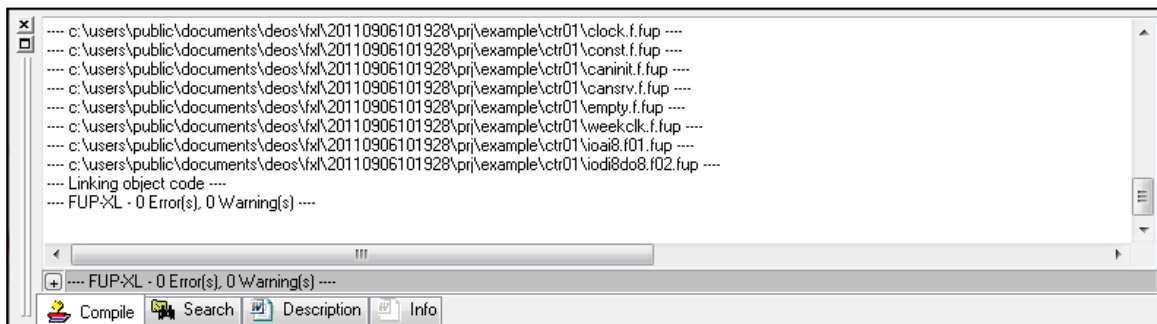 ---- c:\users\public\documents\deos\fxl\20110906101928\prj\example\ctr01\clock.f.fup ----
---- c:\users\public\documents\deos\fxl\20110906101928\prj\example\ctr01\const.f.fup ----
---- c:\users\public\documents\deos\fxl\20110906101928\prj\example\ctr01\caninit.f.fup ----
---- c:\users\public\documents\deos\fxl\20110906101928\prj\example\ctr01\cansrv.f.fup ----
---- c:\users\public\documents\deos\fxl\20110906101928\prj\example\ctr01\empty.f.fup ----
---- c:\users\public\documents\deos\fxl\20110906101928\prj\example\ctr01\weekclk.f.fup ----
---- c:\users\public\documents\deos\fxl\20110906101928\prj\example\ctr01\ioai8.f01.fup ----
---- c:\users\public\documents\deos\fxl\20110906101928\prj\example\ctr01\iodi8do8.f02.fup ----
---- Linking object code ----
---- FUP-XL - 0 Error(s), 0 Warning(s) ----
---- FUP-XL - 0 Error(s), 0 Warning(s) ----
Compile Search Description Info